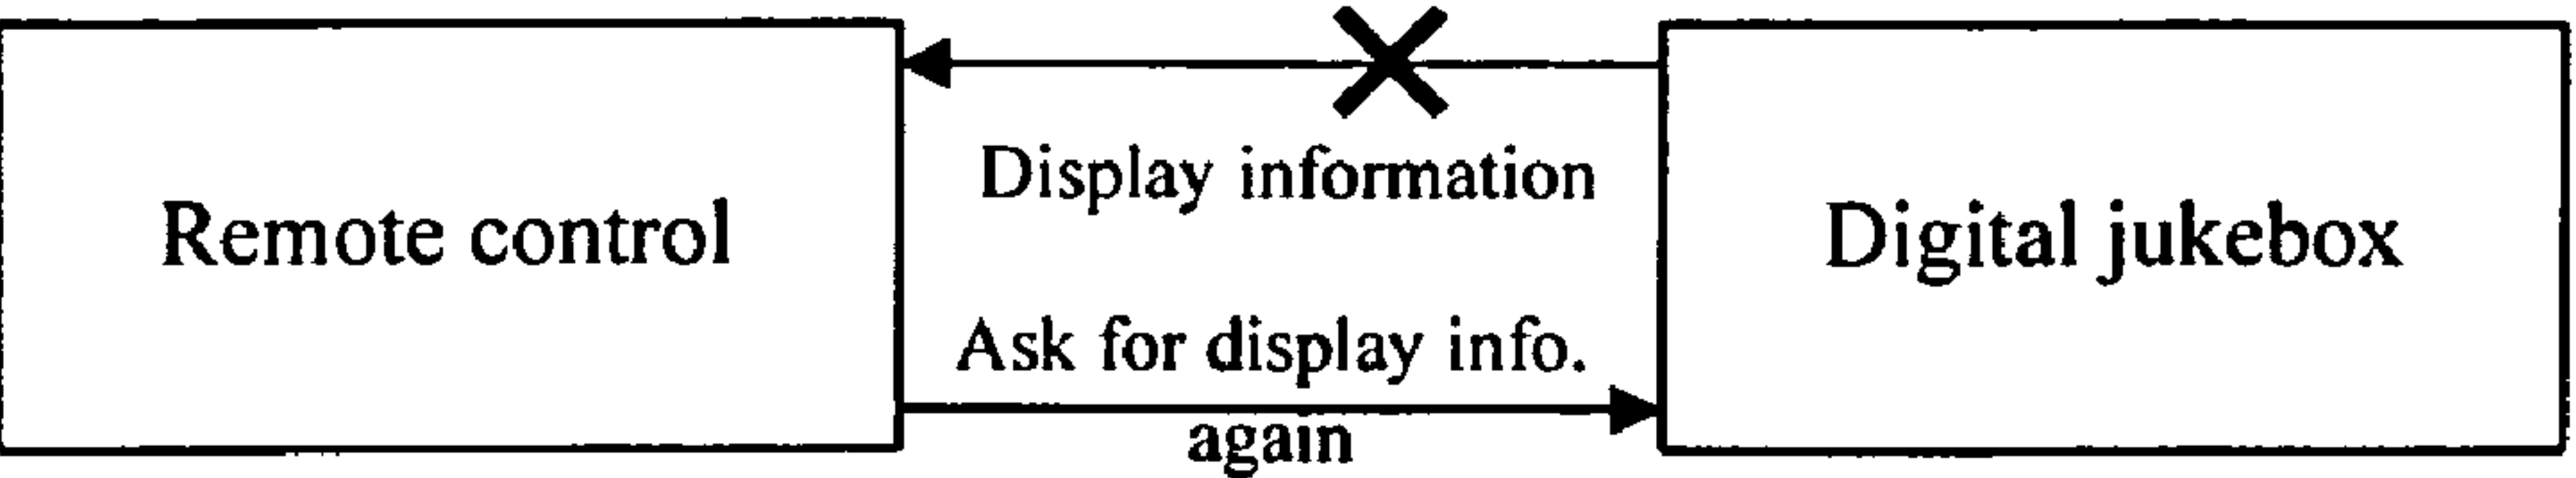 Display information
Remote control
Digital jukebox
Ask for display info.
again